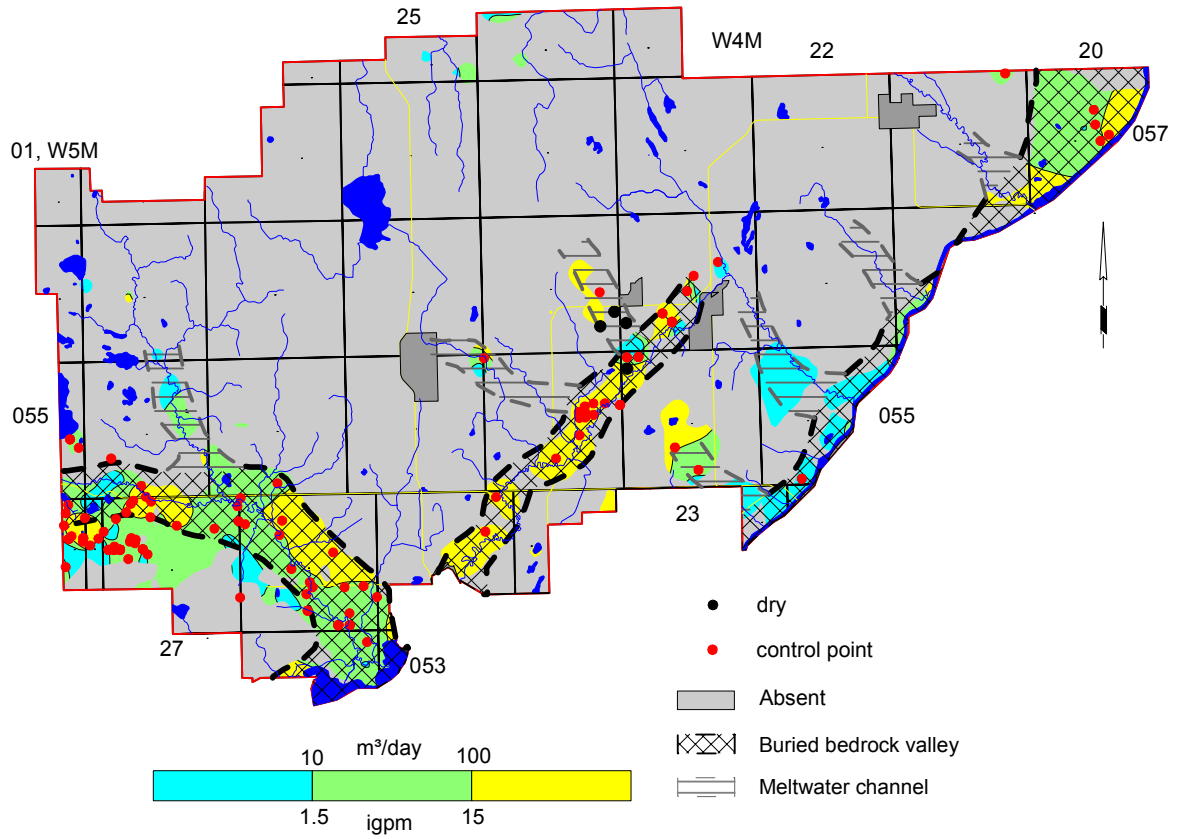 25
W4M
22
20
057
01, W5M
055
055
23
27
053
dry
control point
Absent
Buried bedrock valley
Meltwater channel
10 m³/day 100
1.5 igpm 15